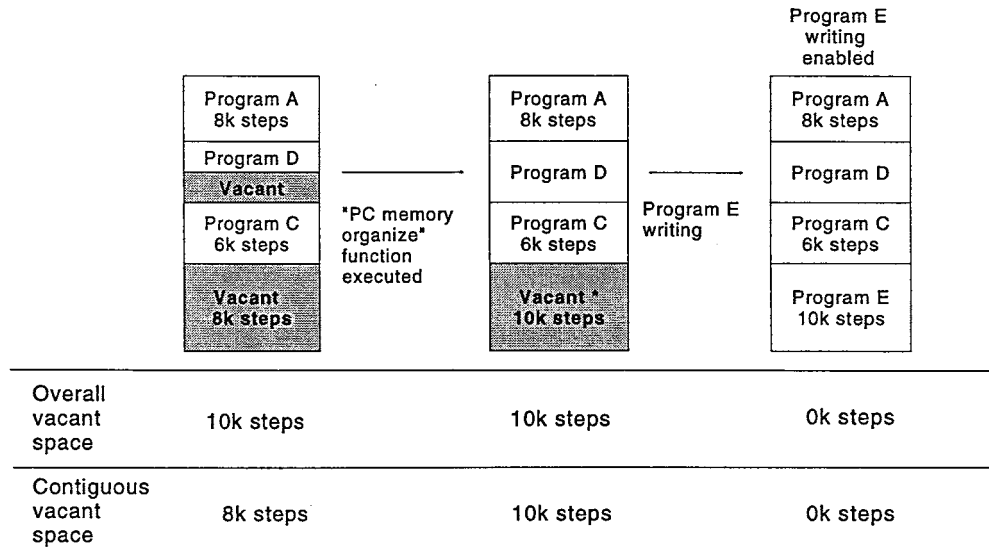 Program E
writing
enabled
Program A
8k steps
Program D
Vacant
Program C
6k steps
Vacant
8k steps
"PC memory
organize"
function
executed
Program A
8k steps
Program D
Program C
6k steps
Vacant *
10k steps
Program E
writing
Program A
8k steps
Program D
Program C
6k steps
Program E
10k steps
Overall
vacant
space
10k steps
10k steps
0k steps
Contiguous
vacant
space
8k steps
10k steps
0k steps